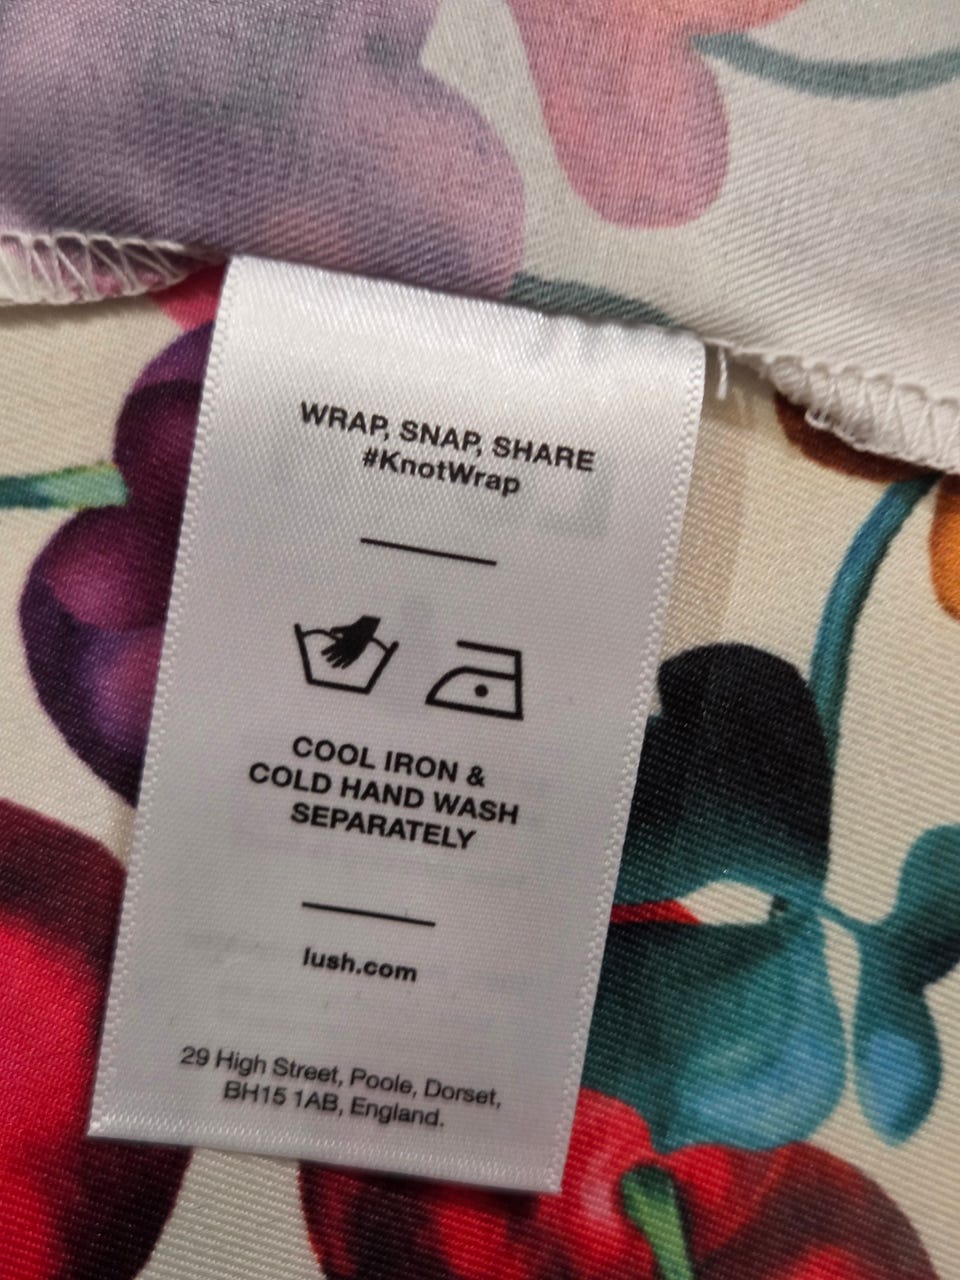 WRAP, SNAP, SHARE
#KnotWrap
COOL IRON &
COLD HAND WASH
SEPARATELY
lush.com
29 High Street, Poole, Dorset,
BH15 1AB, England.